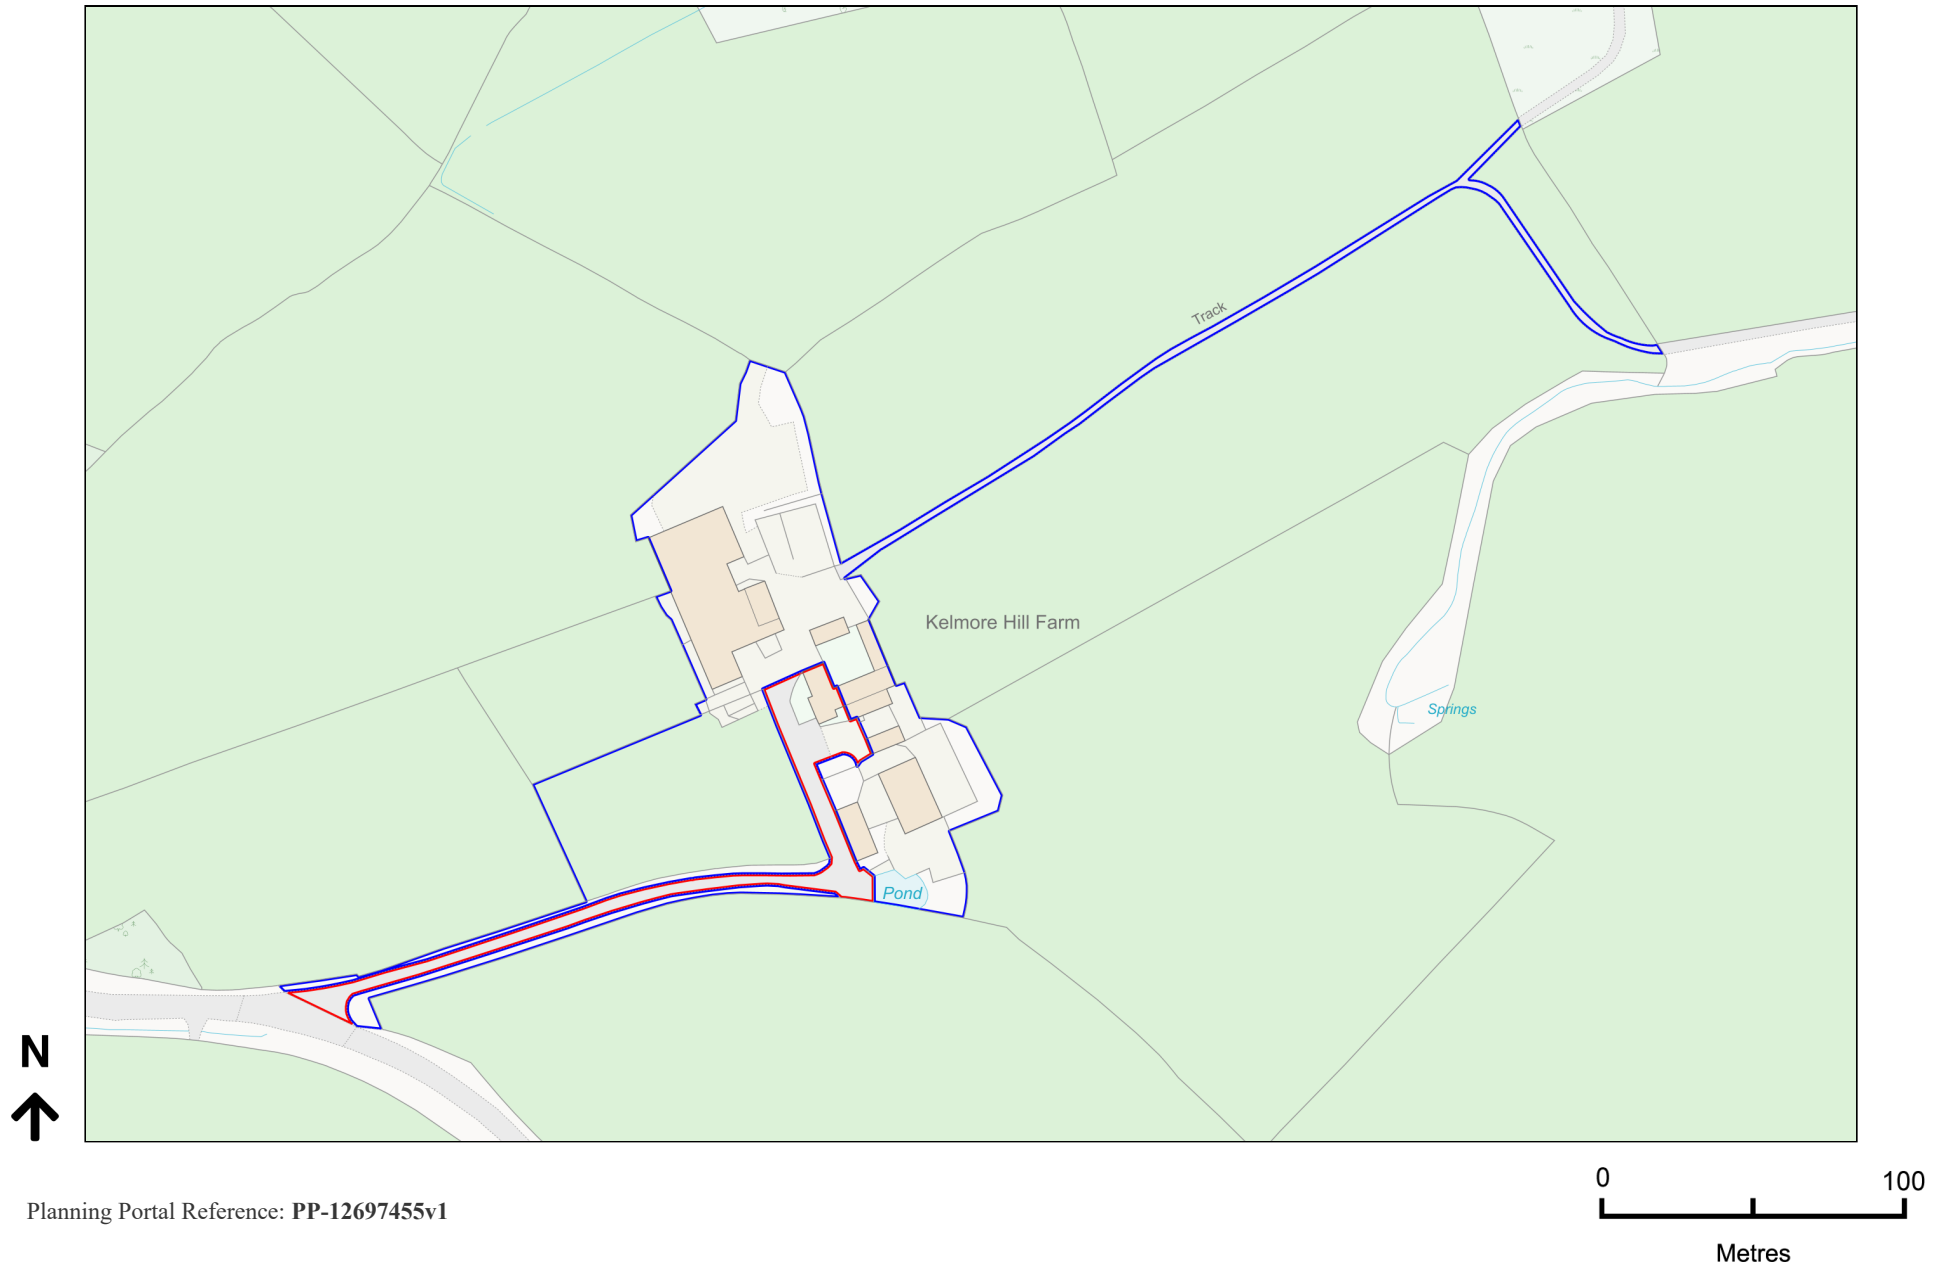 Track
Kelmore Hill Farm
Springs
Pond
N
0 100
Metres
Planning Portal Reference: PP-12697455v1